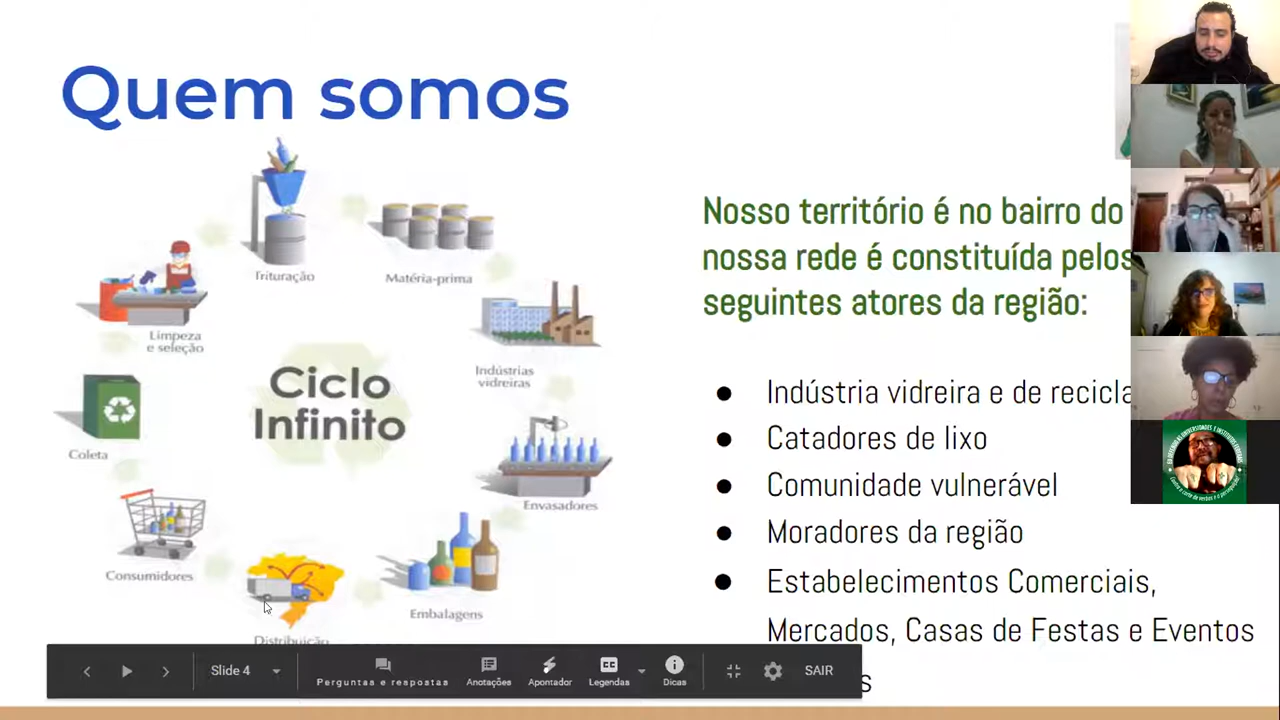 Quem somos
Nosso território é no bairro do
nossa rede é constituída pelos
seguintes atores da região:
Indústria vidreira e de
Catadores de lixo
Comunidade vulnerável
Moradores da região
Estabelecimentos Comerciais,
Mercados, Casas de Festas e Eventos
Trituração
Matéria-prima
Indústrias
vidreiras
Envasadores
Embalagens
Distribuição
Consumidores
Coleta
Limpeza
e seleção
Ciclo
Infinito
Slide 4
Perguntas e respostas
Anotações
Apontador
CC
Legendas
Dicas
SAIR